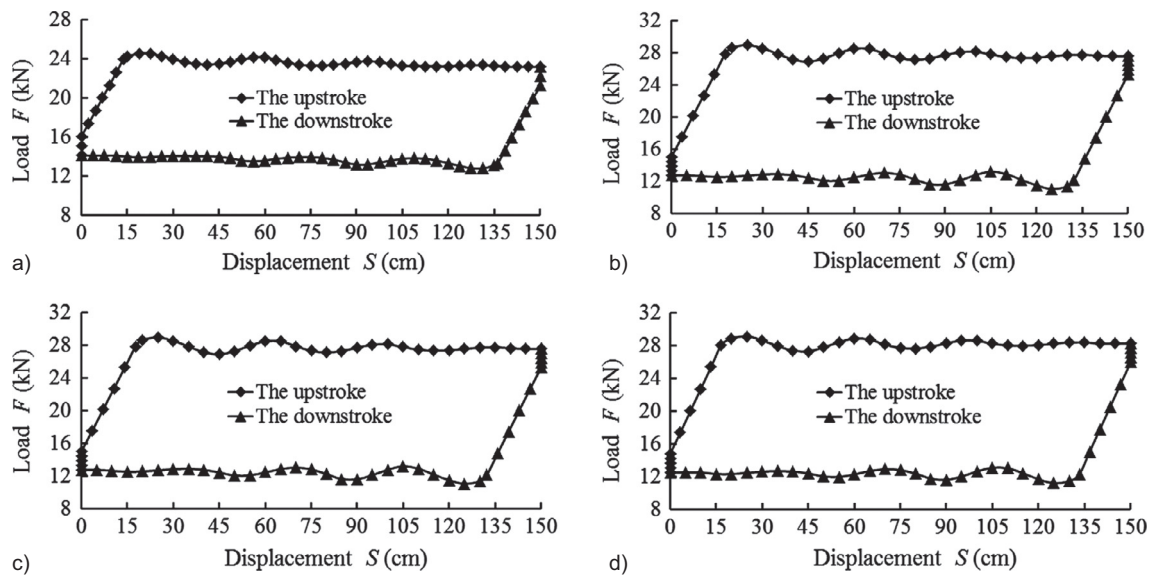 28
24
20
16
12
8
Load F (kN)
The upstroke
The downstroke
0 15 30 45 60 75 90 105 120 135 150
a) Displacement S (cm)
32
28
24
20
16
12
8
Load F (kN)
The upstroke
The downstroke
0 15 30 45 60 75 90 105 120 135 150
b) Displacement S (cm)
32
28
24
20
16
12
8
Load F (kN)
The upstroke
The downstroke
0 15 30 45 60 75 90 105 120 135 150
c) Displacement S (cm)
32
28
24
20
16
12
8
Load F (kN)
The upstroke
The downstroke
0 15 30 45 60 75 90 105 120 135 150
d) Displacement S (cm)